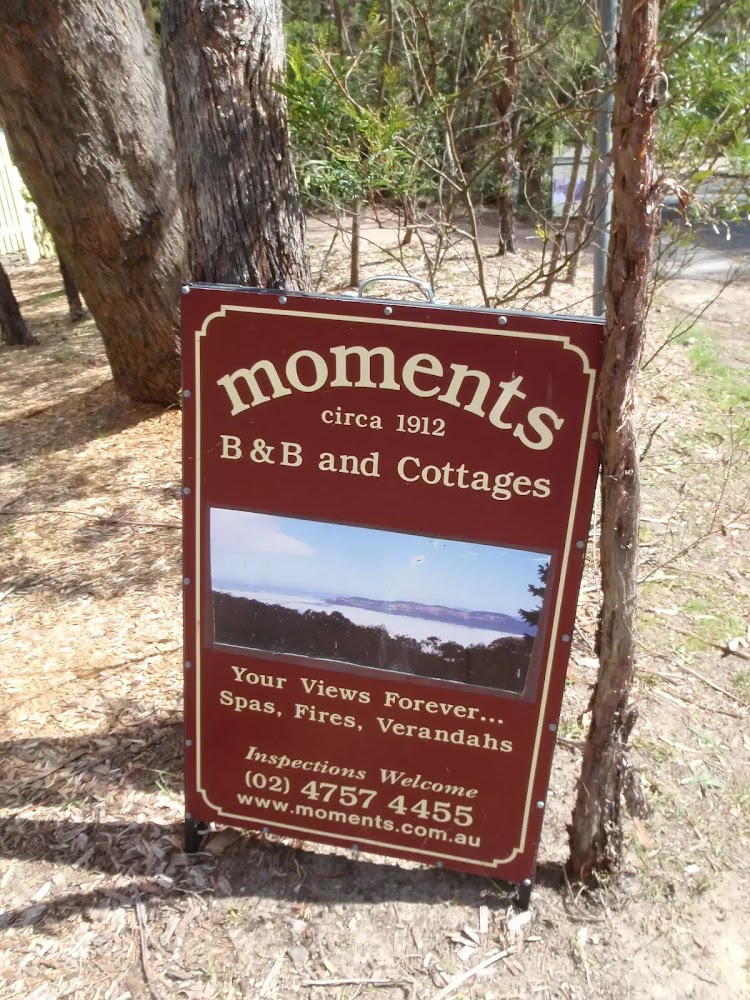 moments
circa 1912
B & B and Cottages
Your Views Forever...
Spas, Fires, Verandahs
Inspections Welcome
(02) 4757 4455
www.moments.com.au